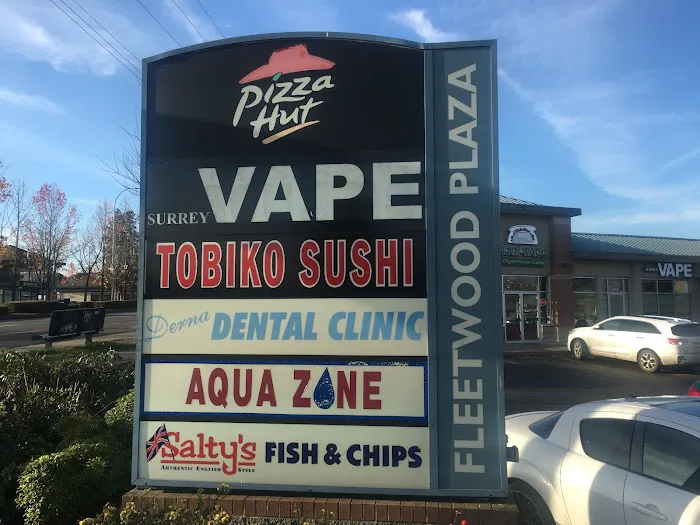 Pizza
Hut
SURREY VAPE
TOBIKO SUSHI
Derna DENTAL CLINIC
AQUA ZONE
Salty's FISH & CHIPS
AUTHENTIC ENGLISH STYLE
FLEETWOOD PLAZA
VAPE